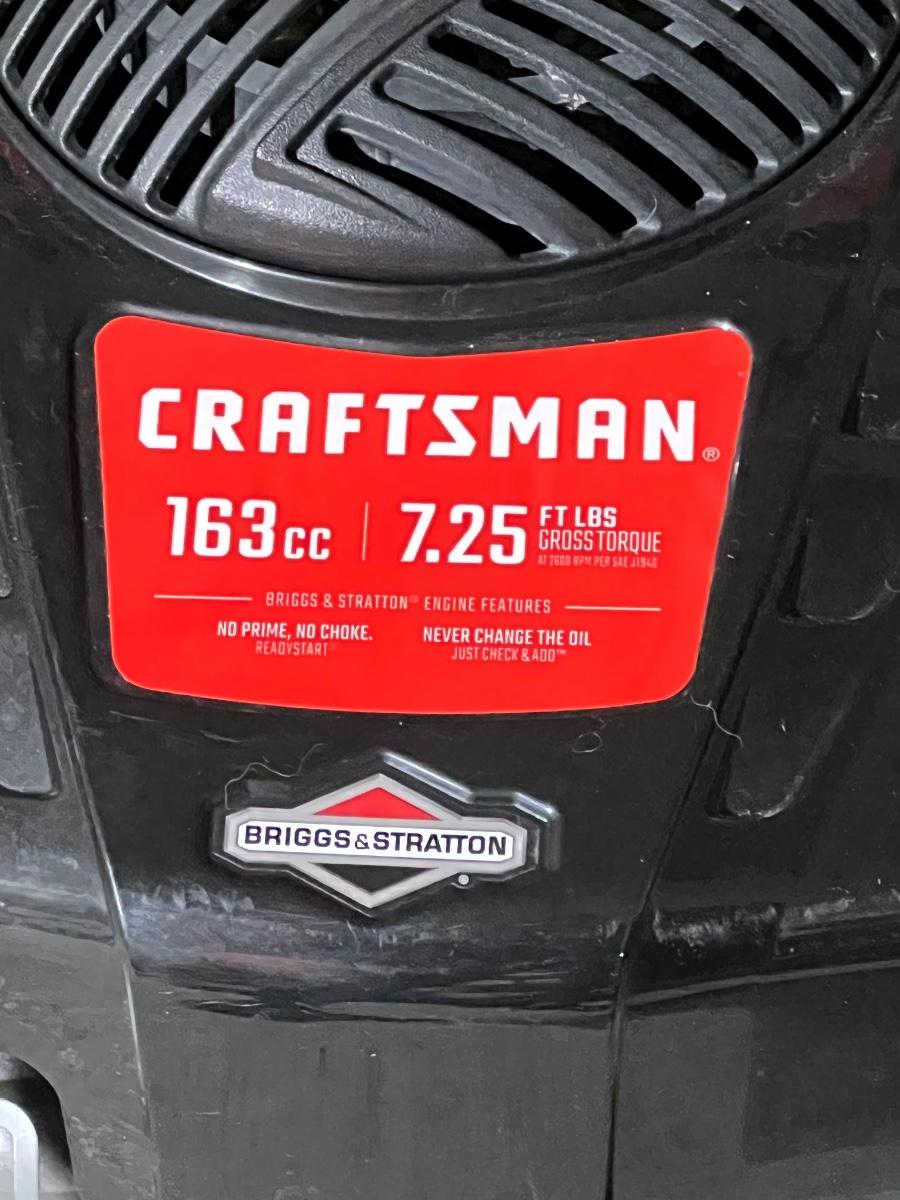 CRAFTSMAN®
163cc | 7.25 FT LBS
GROSS TORQUE
AT 2600 RPM PER SAE J1940
BRIGGS & STRATTON® ENGINE FEATURES
NO PRIME, NO CHOKE.
READYSTART®
NEVER CHANGE THE OIL
JUST CHECK & ADD™
BRIGGS & STRATTON®